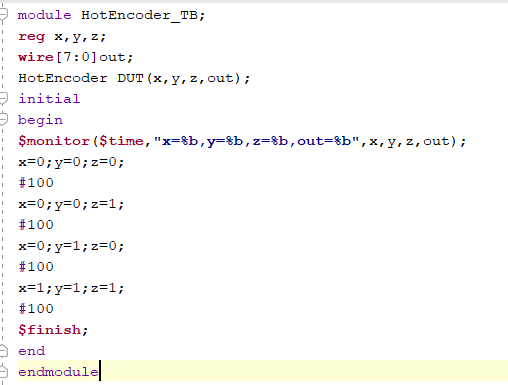 module HotEncoder_TB;
reg x,y,z;
wire[7:0]out;
HotEncoder DUT(x,y,z,out);
initial
begin
$monitor($time,"x=%b,y=%b,z=%b,out=%b",x,y,z,out);
x=0;y=0;z=0;
#100
x=0;y=0;z=1;
#100
x=0;y=1;z=0;
#100
x=1;y=1;z=1;
#100
$finish;
end
endmodule